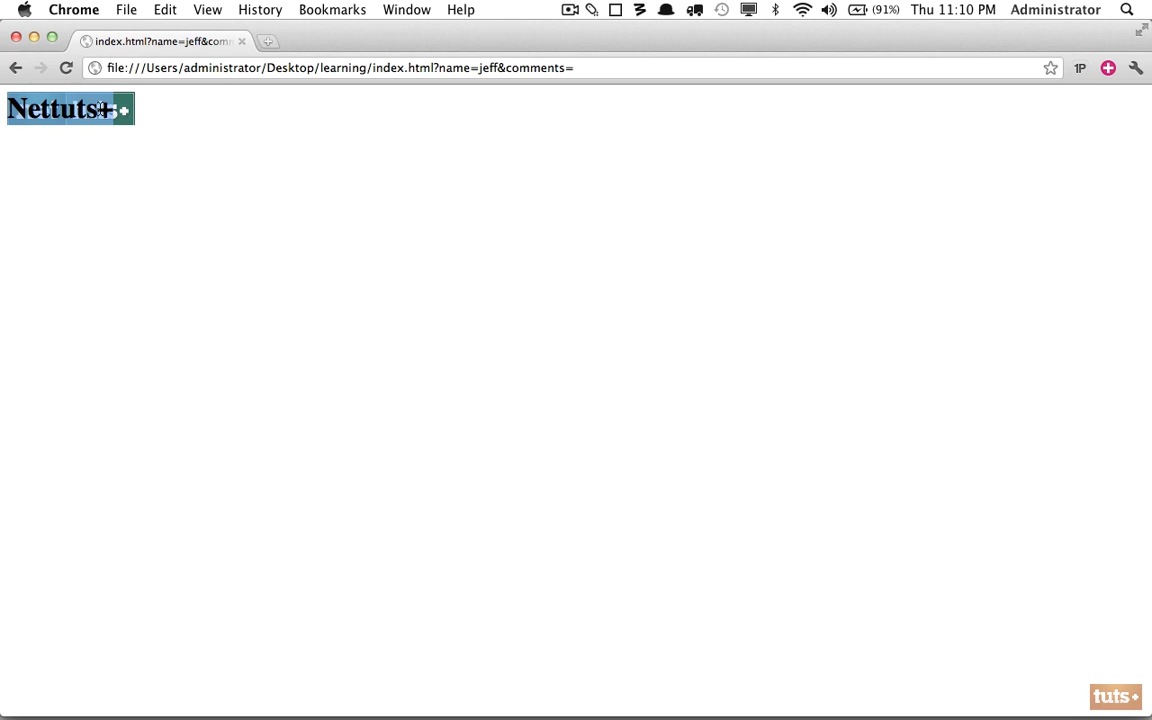 Chrome File Edit View History Bookmarks Window Help (91%) Thu 11:10 PM Administrator
index.html?name=jeff&com
file:///Users/administrator/Desktop/learning/index.html?name=jeff&comments= 1P
Nettuts+
tuts+